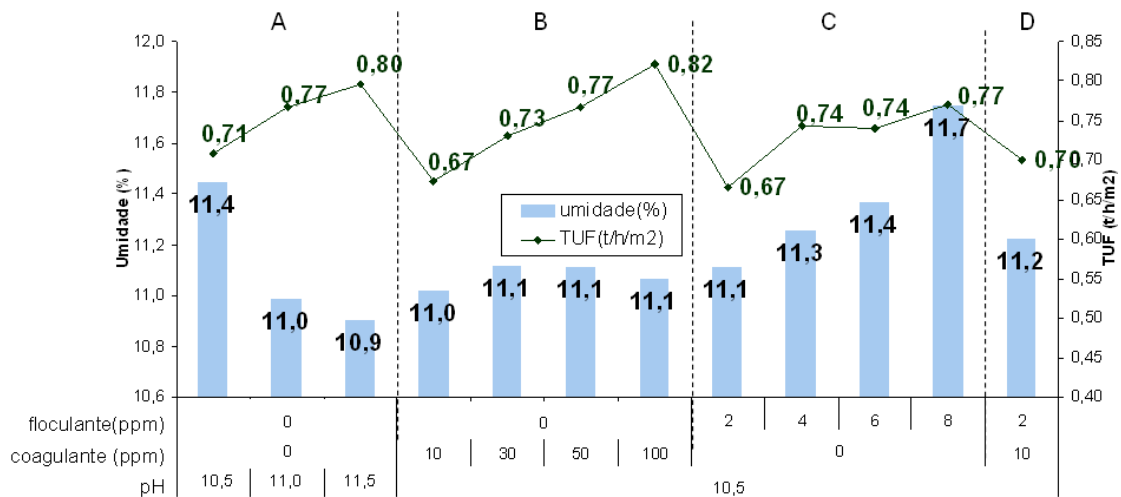 A B C D
12,0
11,8
11,6
11,4
11,2
11,0
10,8
10,6
Umidade (%)
0,71 0,77 0,80 0,67 0,73 0,77 0,82 0,67 0,74 0,74 0,77 0,70
11,4 11,0 10,9 11,0 11,1 11,1 11,1 11,1 11,3 11,4 11,7 11,2
umidade(%)
TUF(t/h/m2)
0,85
0,80
0,75
0,70
0,65
0,60
0,55
0,50
0,45
0,40
TUF (t/h/m2)
floculante(ppm) 0 0 2 4 6 8 2
coagulante (ppm) 0 10 30 50 100 0 10
pH 10,5 11,0 11,5 10,5